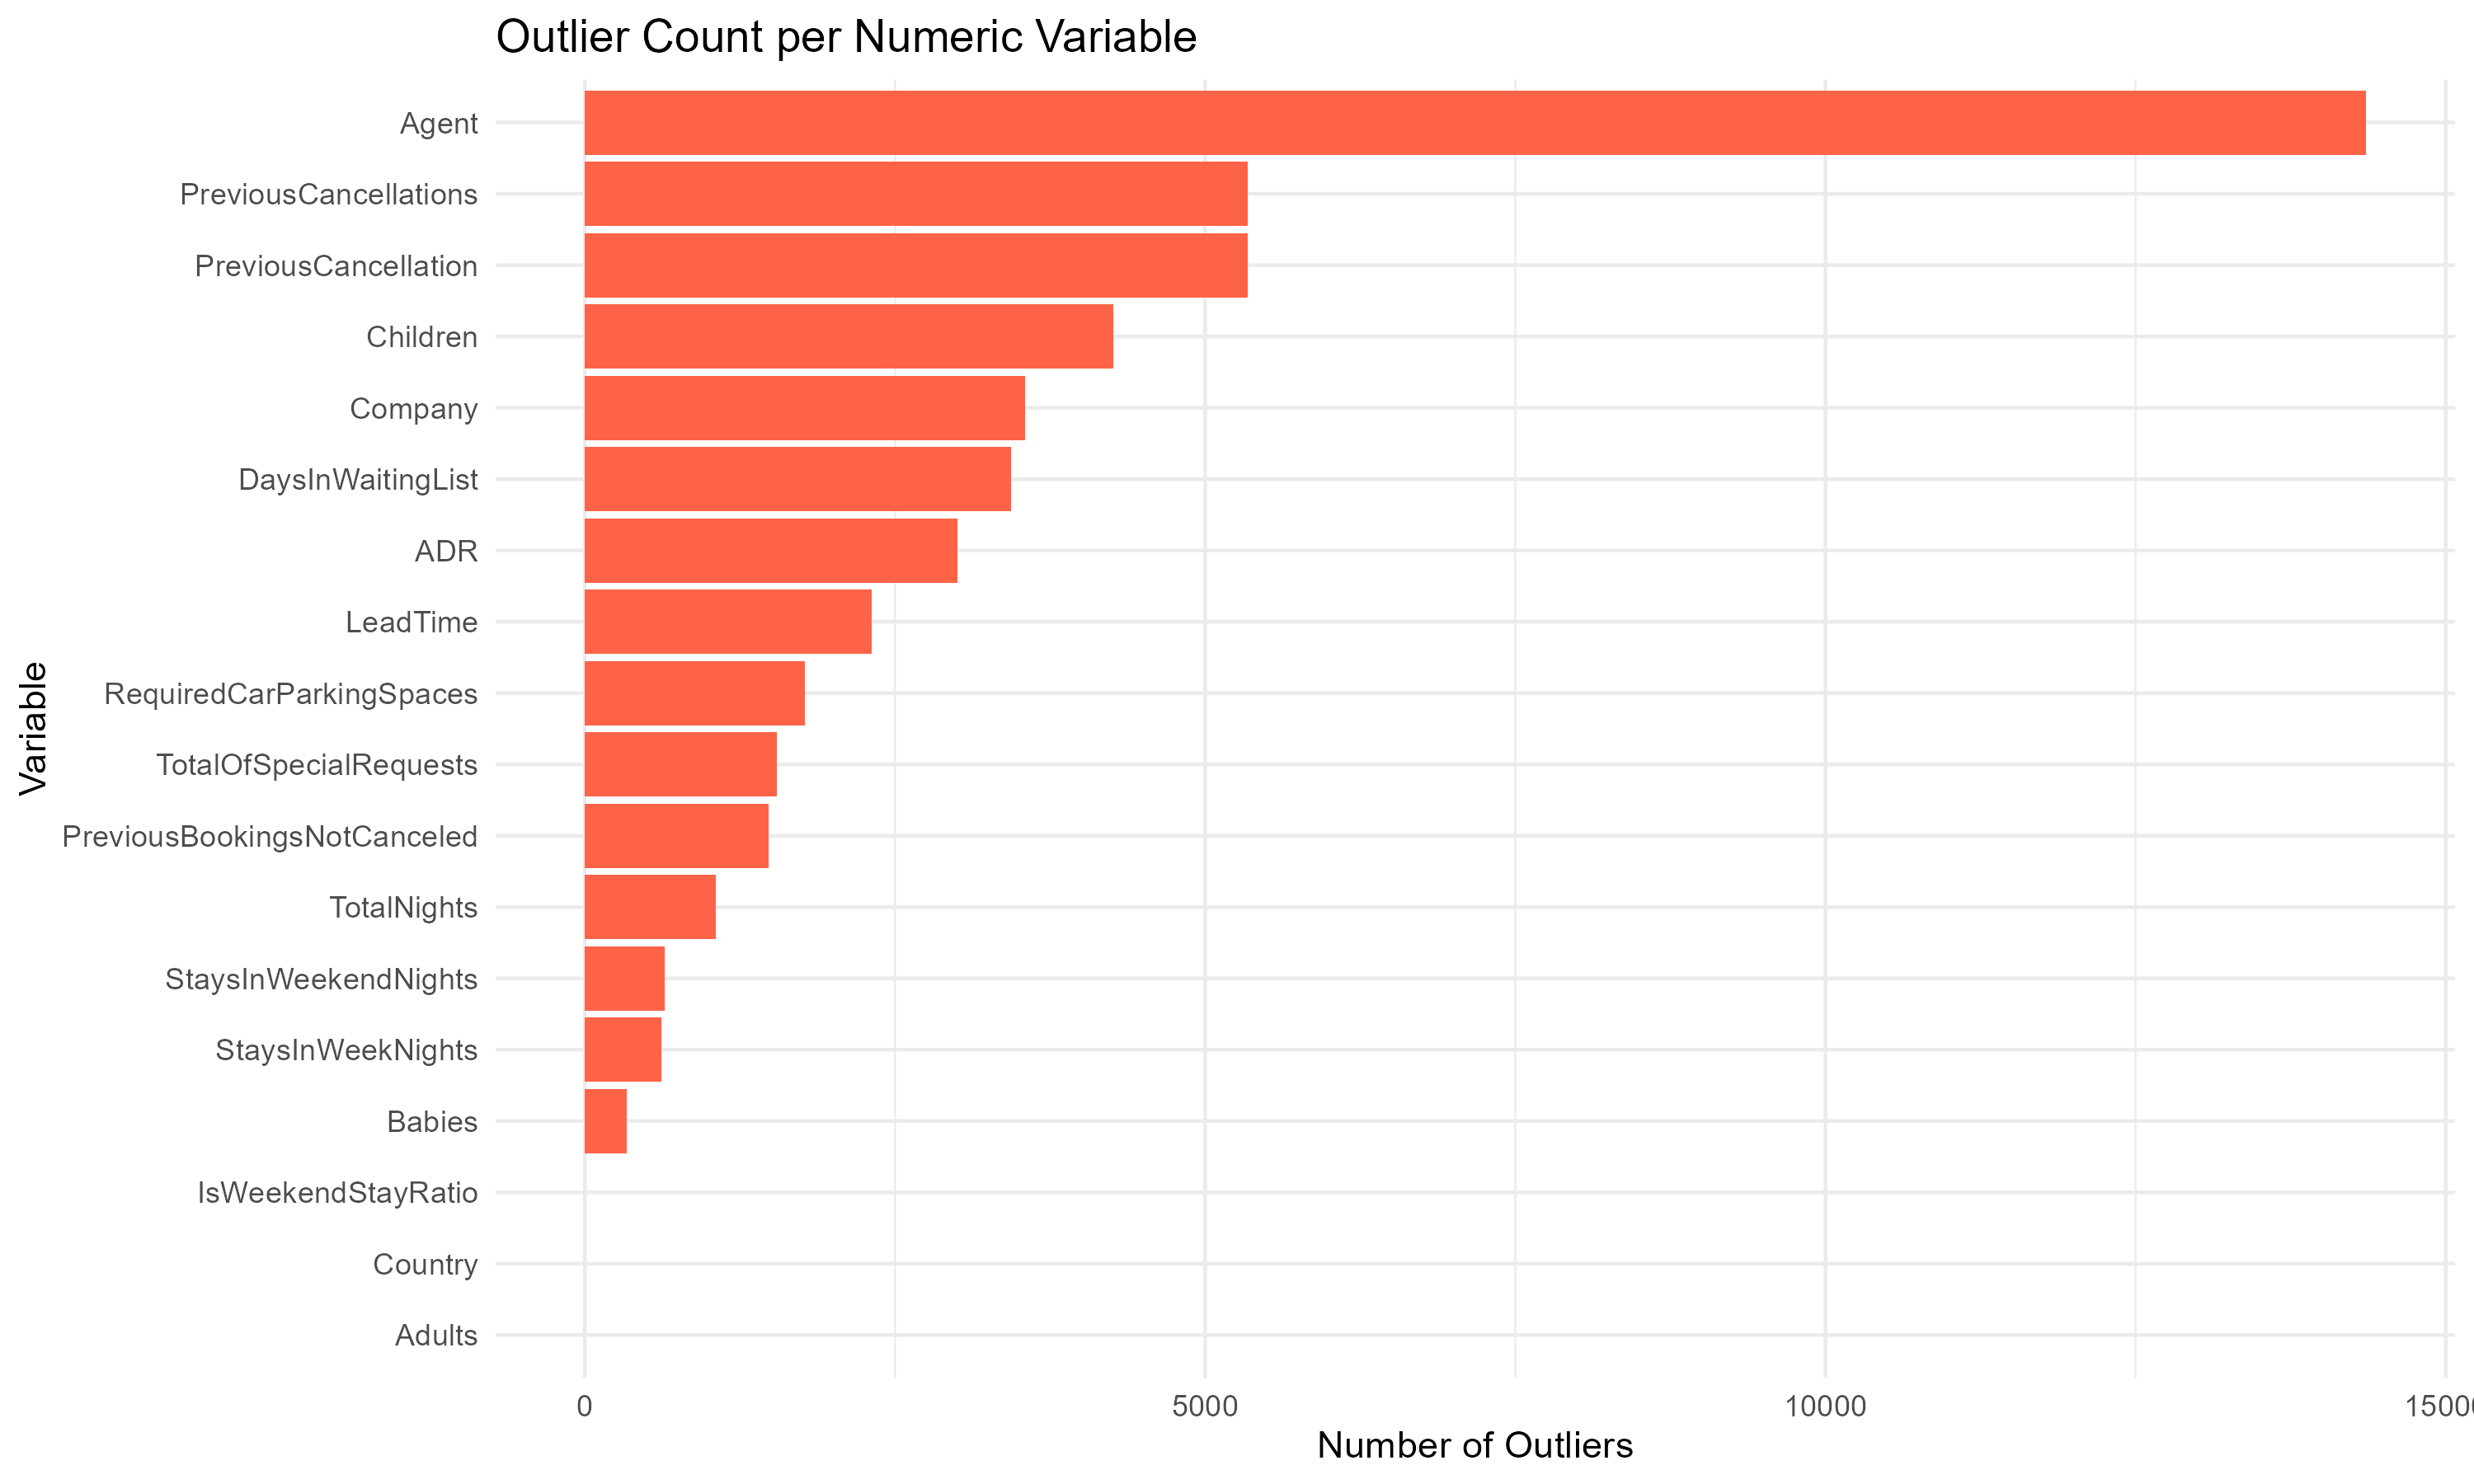 Outlier Count per Numeric Variable
Variable
Agent
PreviousCancellations
PreviousCancellation
Children
Company
DaysInWaitingList
ADR
LeadTime
RequiredCarParkingSpaces
TotalOfSpecialRequests
PreviousBookingsNotCanceled
TotalNights
StaysInWeekendNights
StaysInWeekNights
Babies
IsWeekendStayRatio
Country
Adults
0 5000 10000 15000
Number of Outliers